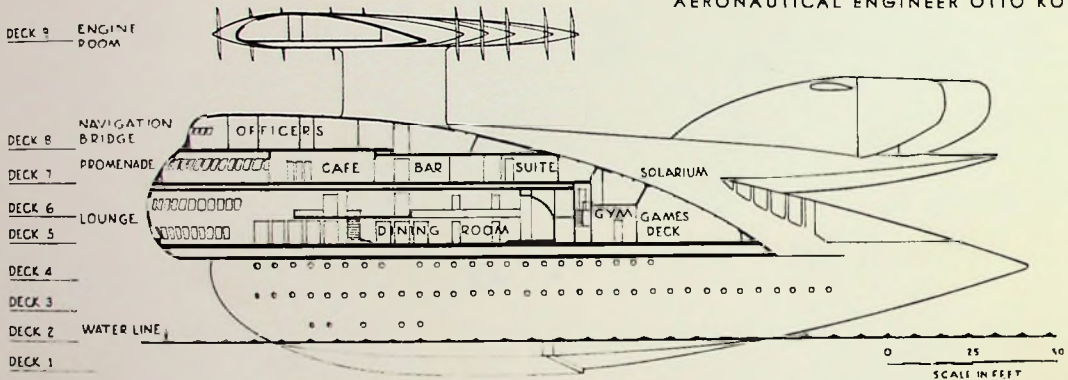 AERONAUTICAL ENGINEER OTTO KO
DECK 9 ENGINE ROOM
DECK 8 NAVIGATION BRIDGE OFFICERS
DECK 7 PROMENADE CAFE BAR SUITE SOLARIUM
DECK 6 LOUNGE GYM GAMES DECK
DECK 5 DINING ROOM
DECK 4
DECK 3
DECK 2 WATER LINE
DECK 1
0 25 50
SCALE IN FEET